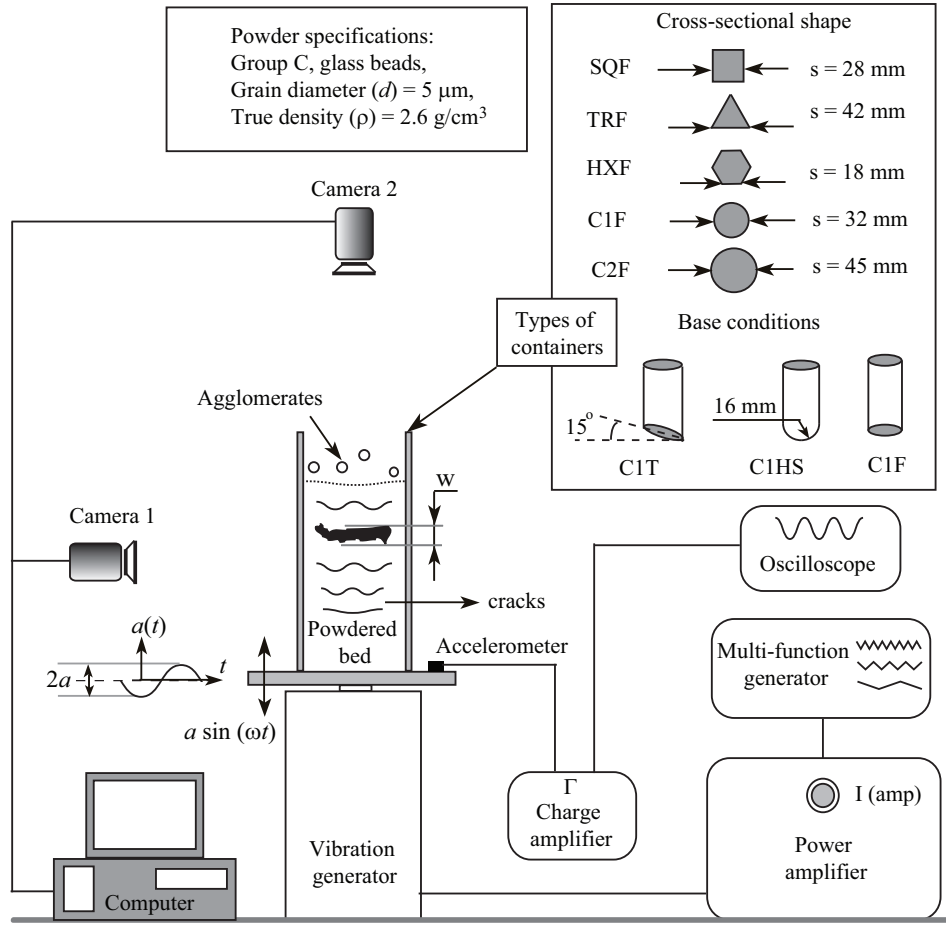 Powder specifications:
Group C, glass beads,
Grain diameter (d) = 5 μm,
True density (ρ) = 2.6 g/cm³
Cross-sectional shape
SQF s = 28 mm
TRF s = 42 mm
HXF s = 18 mm
C1F s = 32 mm
C2F s = 45 mm
Base conditions
15°
16 mm
C1T C1HS C1F
Camera 2
Types of
containers
Agglomerates
w
Camera 1
cracks
Powdered
bed
Accelerometer
a(t)
t
2a
a sin (ωt)
Oscilloscope
Multi-function
generator
Γ
Charge
amplifier
I (amp)
Power
amplifier
Vibration
generator
Computer